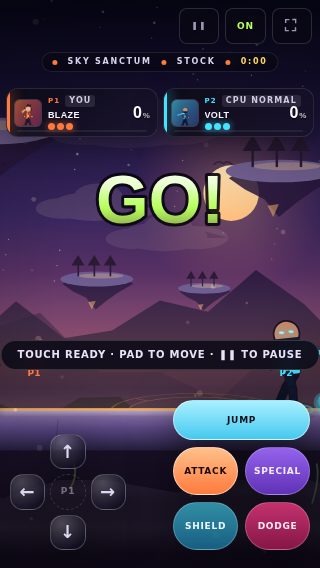 ❚❚ ON
● SKY SANCTUM ● STOCK ● 0:00
P1 YOU
BLAZE 0%
P2 CPU NORMAL
VOLT 0%
GO!
TOUCH READY · PAD TO MOVE · ❚❚ TO PAUSE
P1 P2
JUMP
ATTACK SPECIAL
↑
← P1 →
↓
SHIELD DODGE